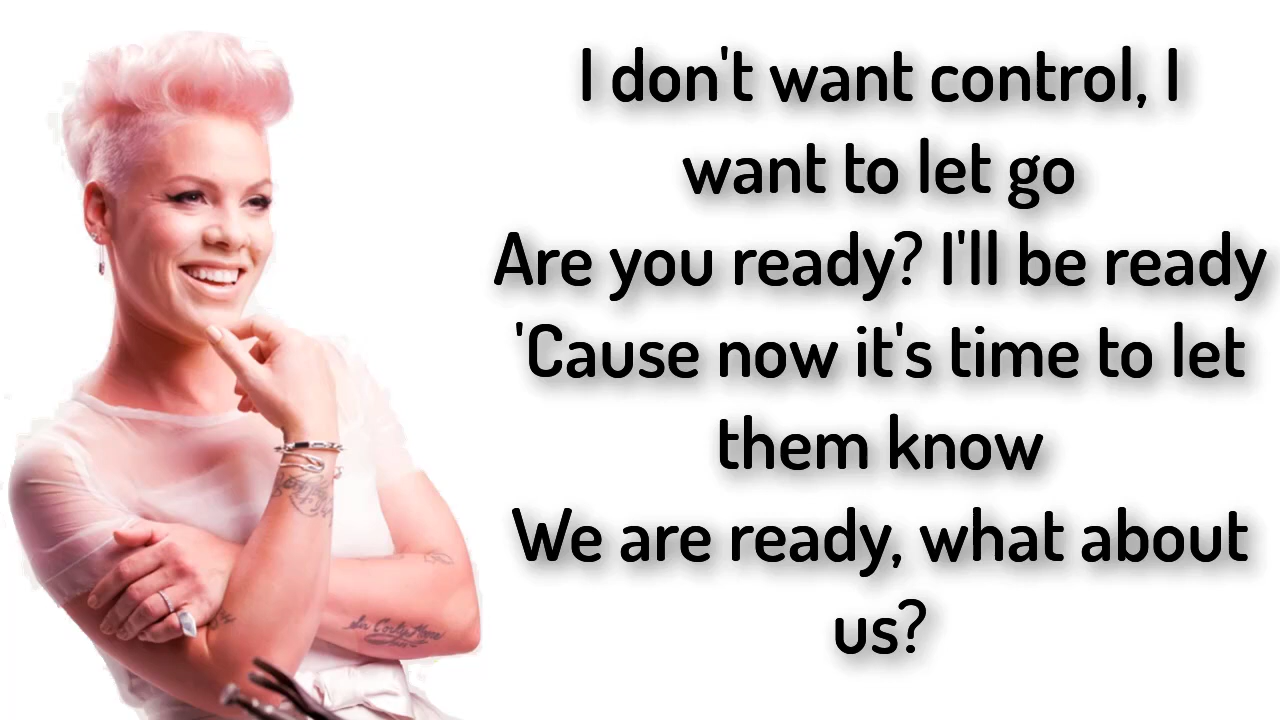 I don't want control, I
want to let go
Are you ready? I'll be ready
'Cause now it's time to let
them know
We are ready, what about
us?